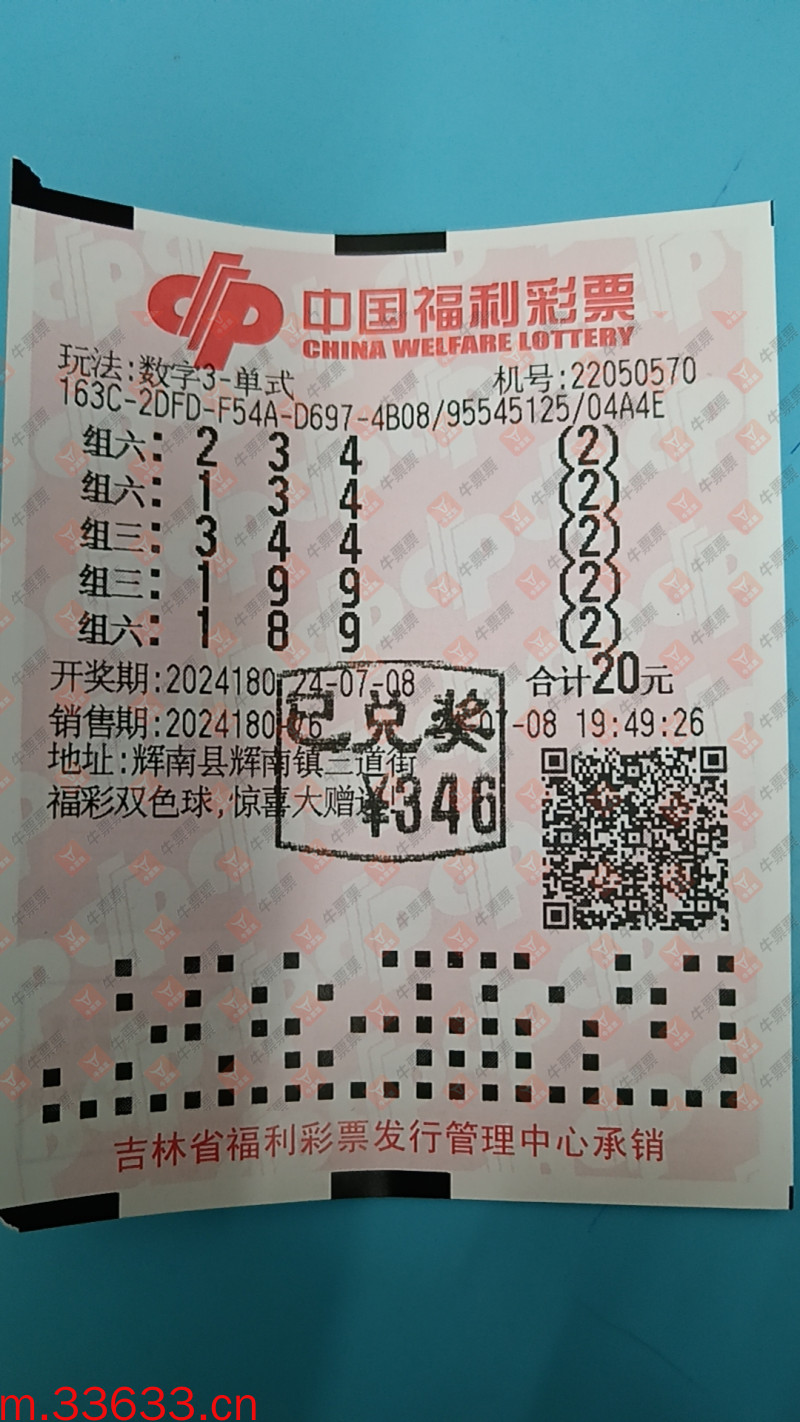 中国福利彩票
CHINA WELFARE LOTTERY
玩法:数字3-单式 机号:22050570
163C-2DFD-F54A-D697-4B08/95545125/04A4E
组六: 2 3 4 (2)
组六: 1 3 4 (2)
组三: 3 4 4 (2)
组三: 1 9 9 (2)
组六: 1 8 9 (2)
开奖期:2024180 24-07-08 合计20元
销售期:2024180-76 07-08 19:49:26
地址:辉南县辉南镇三道街
福彩双色球,惊喜大赠送!
已兑奖
¥346
吉林省福利彩票发行管理中心承销
牛票票
m.33633.cn